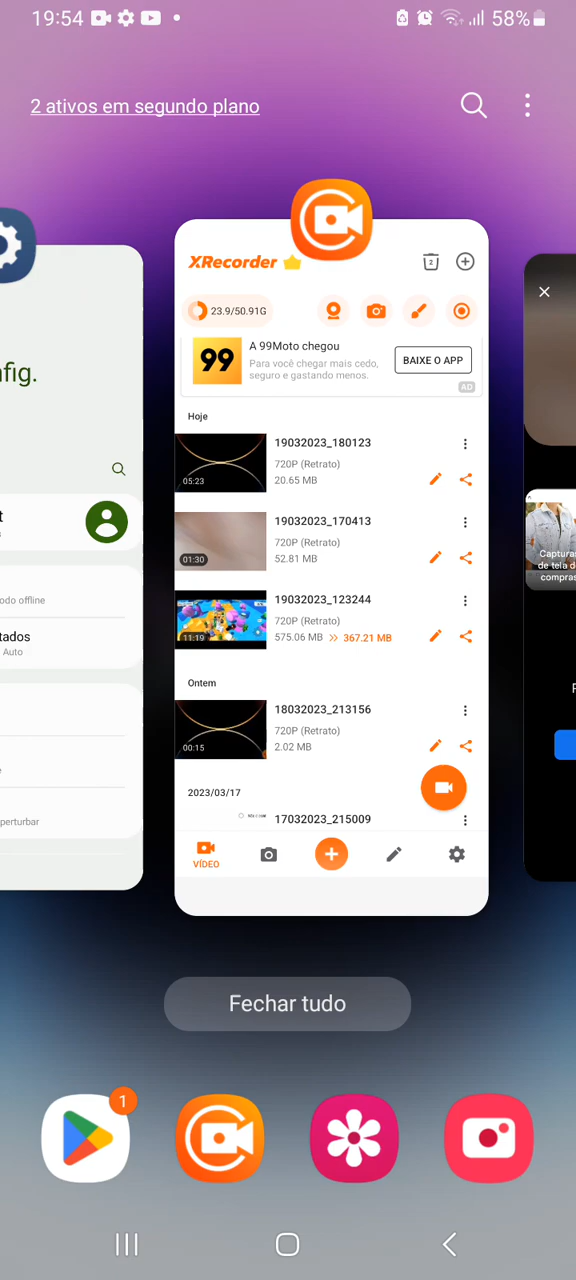 19:54
58%
2 ativos em segundo plano
nfig.
XRecorder
2
23.9/50.91G
99
A 99Moto chegou
Para você chegar mais cedo,
seguro e gastando menos.
BAIXE O APP
AD
Hoje
19032023_180123
720P (Retrato)
20.65 MB
05:23
19032023_170413
720P (Retrato)
52.81 MB
01:30
19032023_123244
720P (Retrato)
575.06 MB >> 367.21 MB
11:19
Ontem
18032023_213156
720P (Retrato)
2.02 MB
00:15
2023/03/17
17032023_215009
VÍDEO
t
s
odo offline
tados
Auto
e
perturbar
Capturas
de tela d
compras
F
Fechar tudo
1